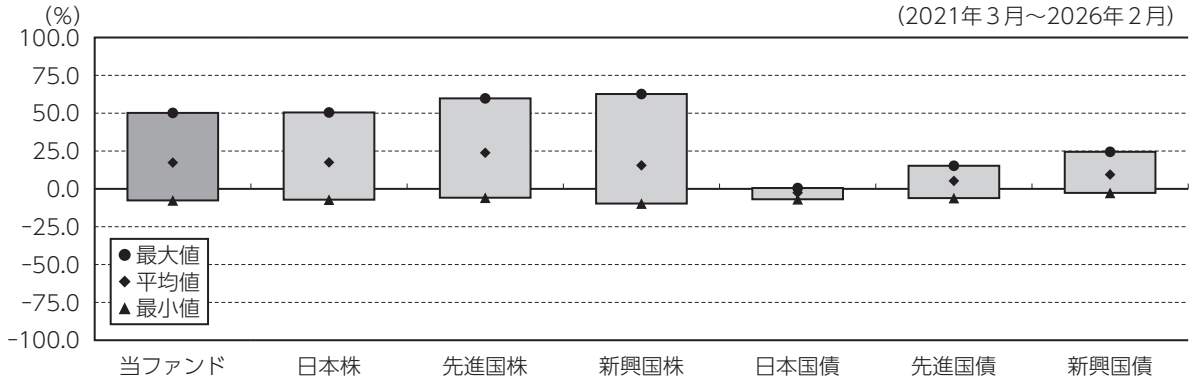 (%)
(2021年3月~2026年2月)
100.0
75.0
50.0
25.0
0.0
-25.0
-50.0
-75.0
-100.0
●最大値
◆平均値
▲最小値
当ファンド 日本株 先進国株 新興国株 日本国債 先進国債 新興国債